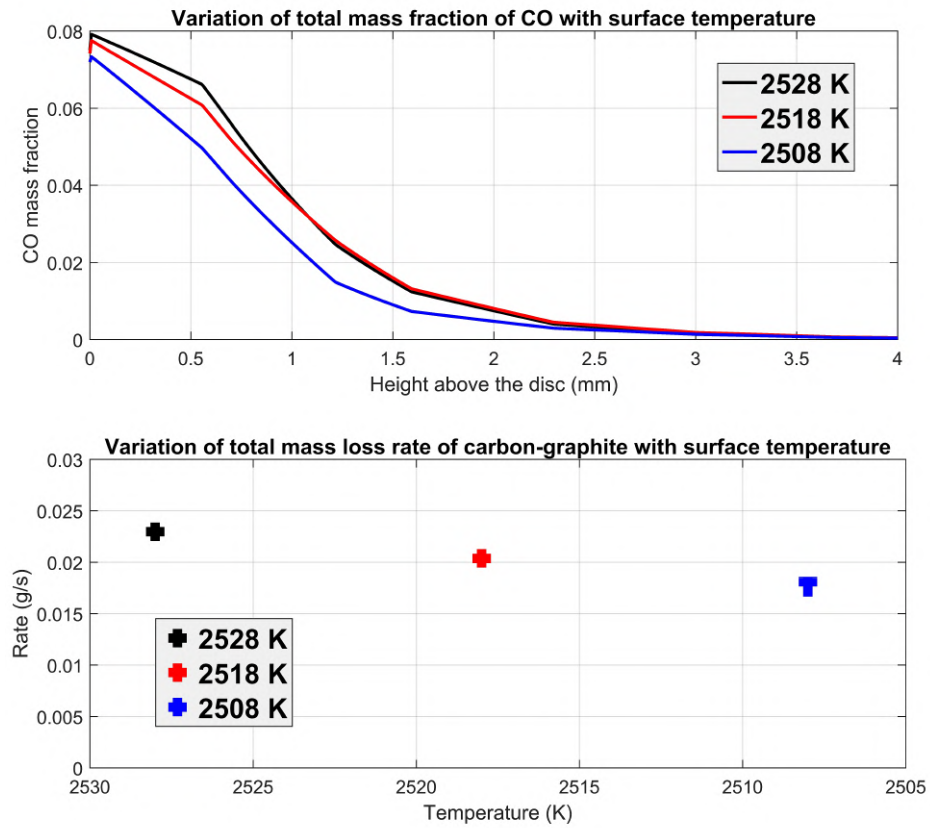 Variation of total mass fraction of CO with surface temperature
0.08
0.06
0.04
0.02
0
CO mass fraction
2528 K
2518 K
2508 K
0 0.5 1 1.5 2 2.5 3 3.5 4
Height above the disc (mm)
Variation of total mass loss rate of carbon-graphite with surface temperature
0.03
0.025
0.02
0.015
0.01
0.005
0
Rate (g/s)
2528 K
2518 K
2508 K
2530 2525 2520 2515 2510 2505
Temperature (K)